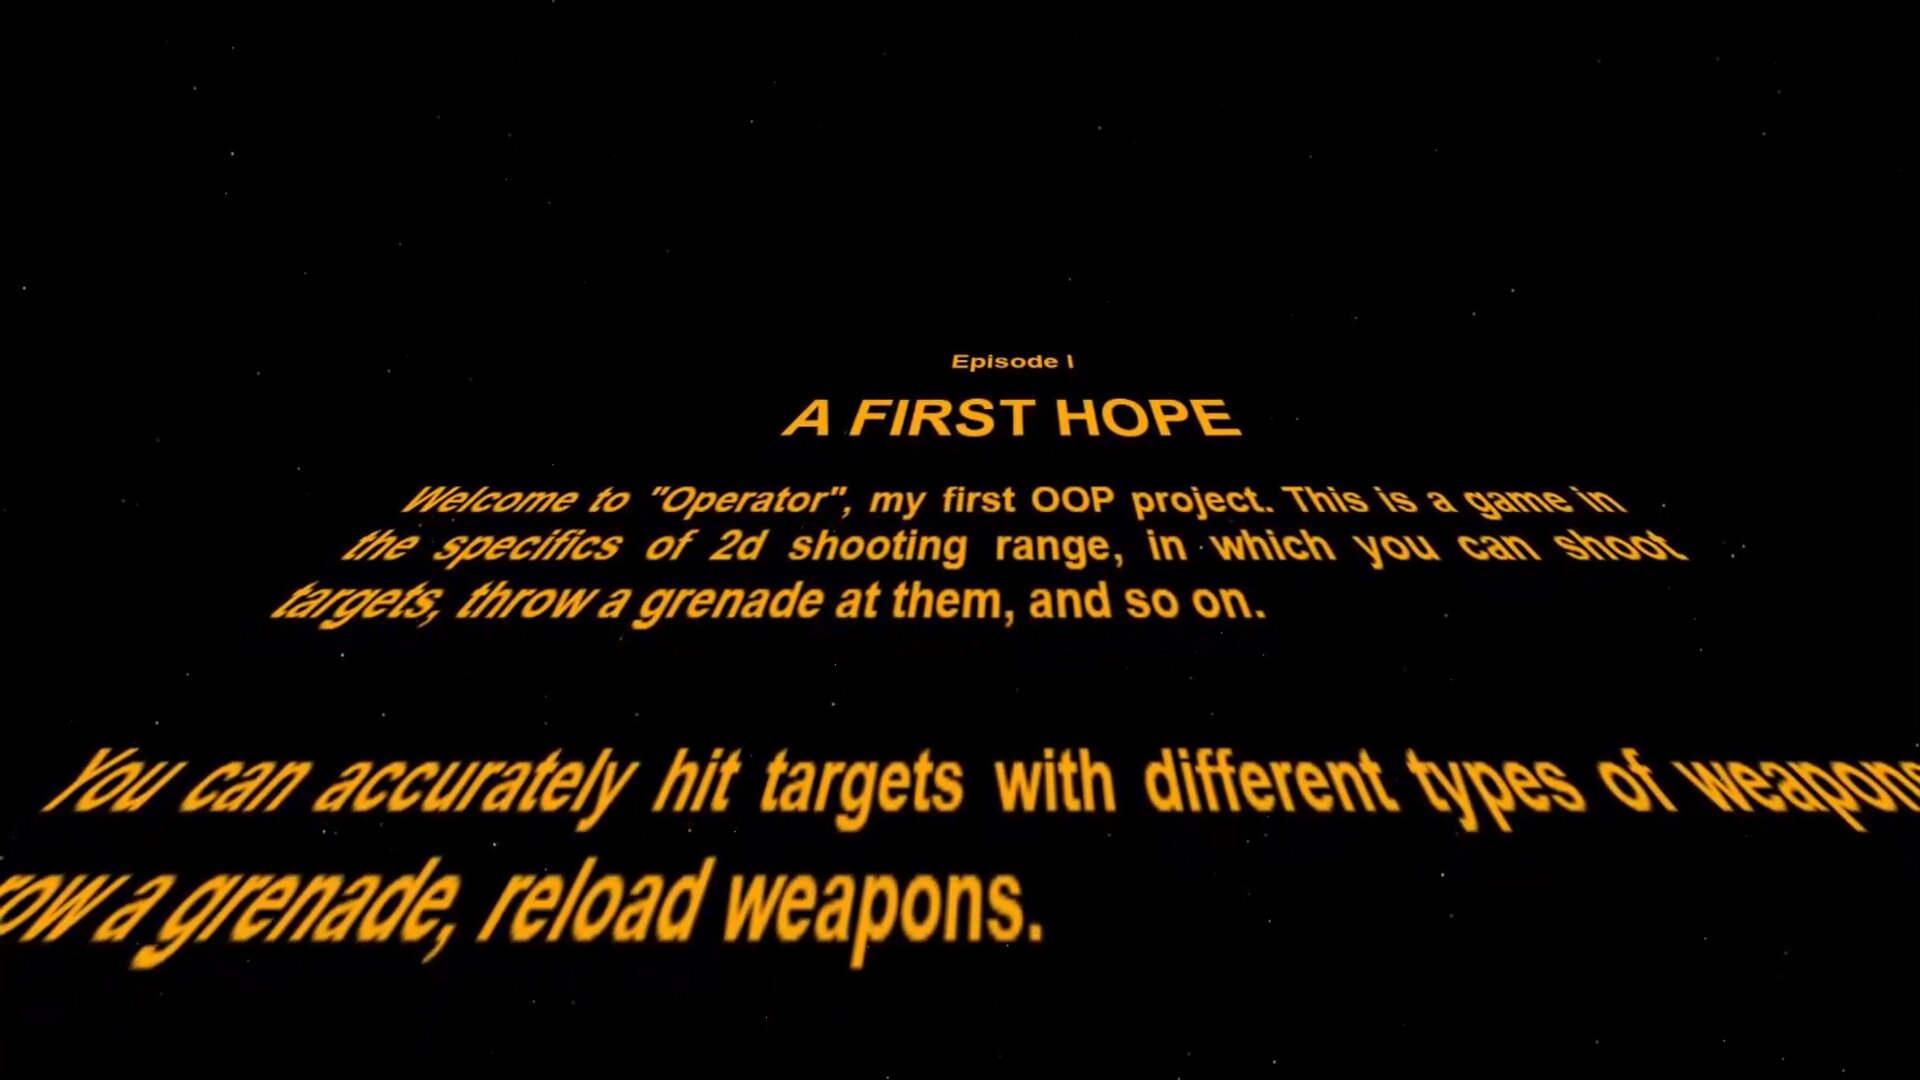 Episode I
A FIRST HOPE
Welcome to "Operator", my first OOP project. This is a game in
the specifics of 2d shooting range, in which you can shoot
targets, throw a grenade at them, and so on.
You can accurately hit targets with different types of weapons
a grenade, reload weapons.